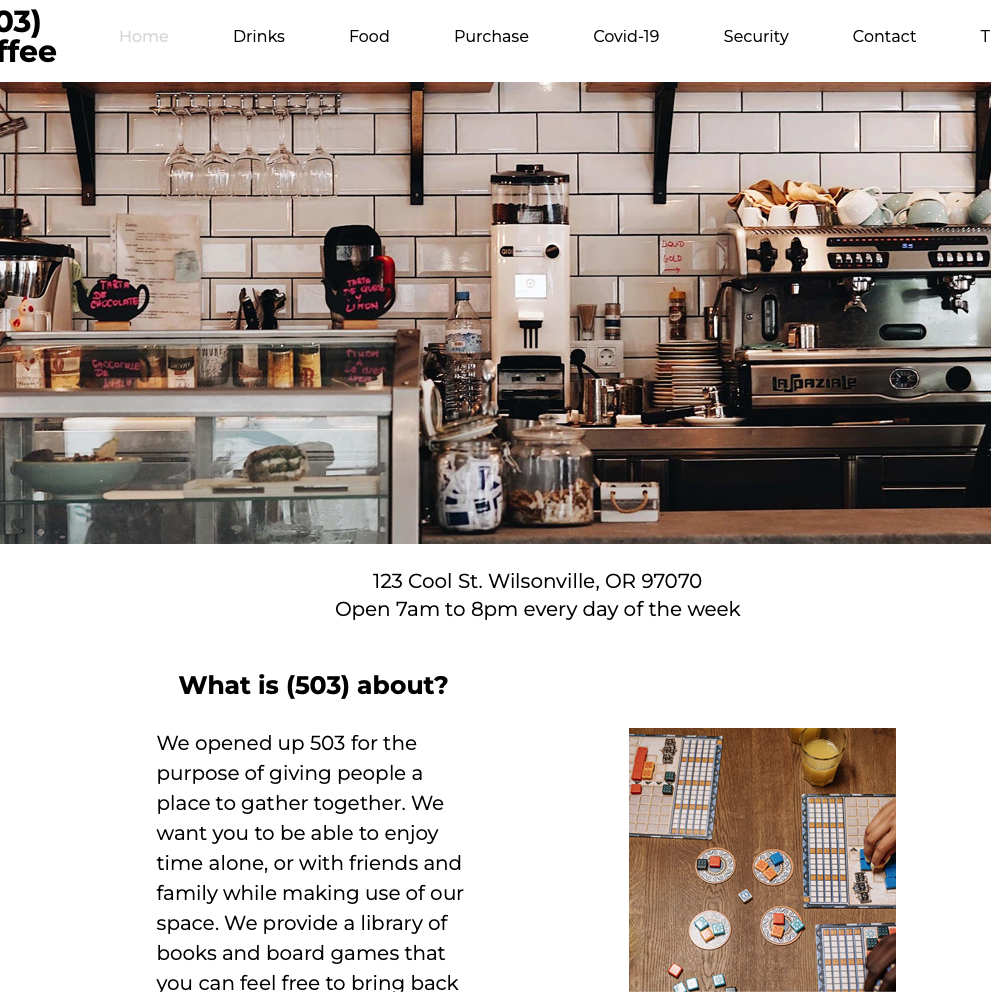 03)
ffee
Home Drinks Food Purchase Covid-19 Security Contact T
TARTA
DE
CHOCOLATE
TARTA
DE QUESO
Y
LIMON
LIQUID
GOLD
CHOCOLATE
DE
LASPAZIALE
123 Cool St. Wilsonville, OR 97070
Open 7am to 8pm every day of the week
What is (503) about?
We opened up 503 for the
purpose of giving people a
place to gather together. We
want you to be able to enjoy
time alone, or with friends and
family while making use of our
space. We provide a library of
books and board games that
you can feel free to bring back